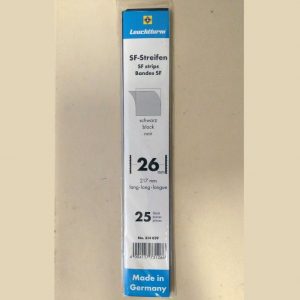 Leuchtturm
SF-Streifen
SF strips
Bandes SF
schwarz
black
noir
26 mm
217 mm
lang-long-longue
25
Made in
Germany